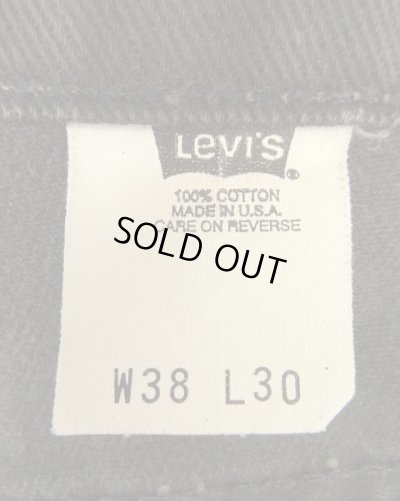 Levi's
®
100% COTTON
MADE IN U.S.A.
CARE ON REVERSE
SOLD OUT
W38 L30